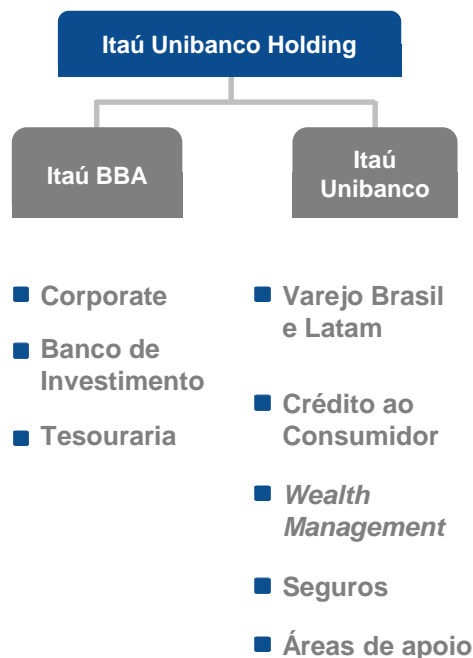 Itaú Unibanco Holding
Itaú BBA
Itaú
Unibanco
Corporate
Banco de
Investimento
Tesouraria
Varejo Brasil
e Latam
Crédito ao
Consumidor
Wealth
Management
Seguros
Áreas de apoio